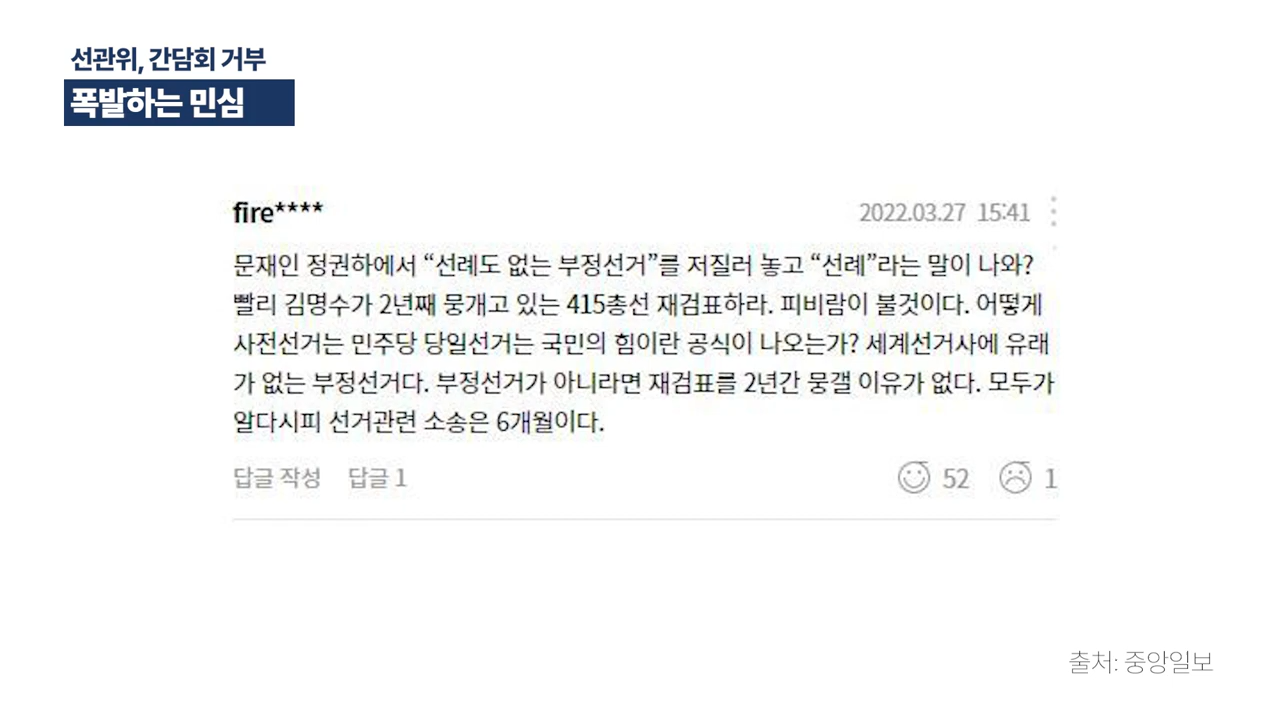 선관위, 간담회 거부
폭발하는 민심
fire****
2022.03.27 15:41
문재인 정권하에서 “선례도 없는 부정선거”를 저질러 놓고 “선례”라는 말이 나와?
빨리 김명수가 2년째 뭉개고 있는 415총선 재검표하라. 피비람이 불것이다. 어떻게
사전선거는 민주당 당일선거는 국민의 힘이란 공식이 나오는가? 세계선거사에 유래
가 없는 부정선거다. 부정선거가 아니라면 재검표를 2년간 뭉갤 이유가 없다. 모두가
알다시피 선거관련 소송은 6개월이다.
답글 작성 답글 1
52 1
출처: 중앙일보